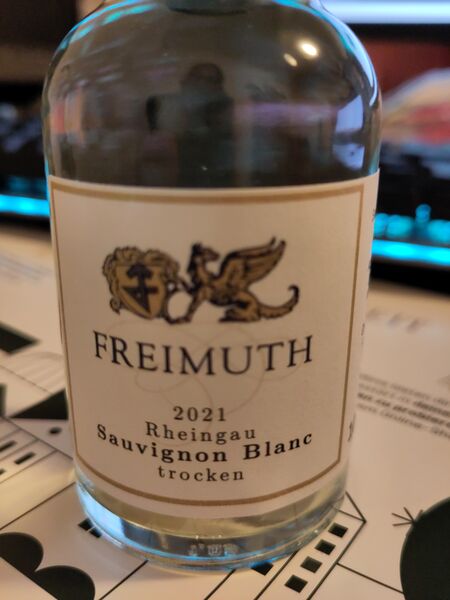 FREIMUTH
2021
Rheingau
Sauvignon Blanc
trocken